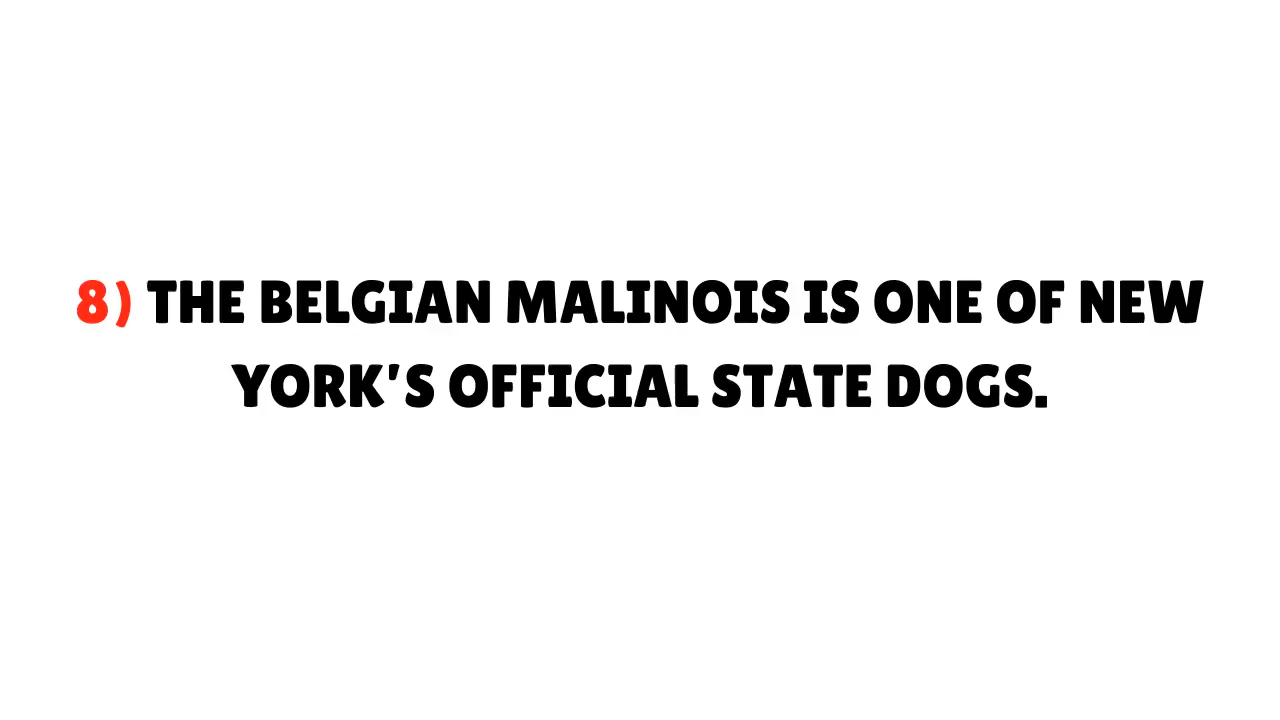 8) THE BELGIAN MALINOIS IS ONE OF NEW
YORK'S OFFICIAL STATE DOGS.